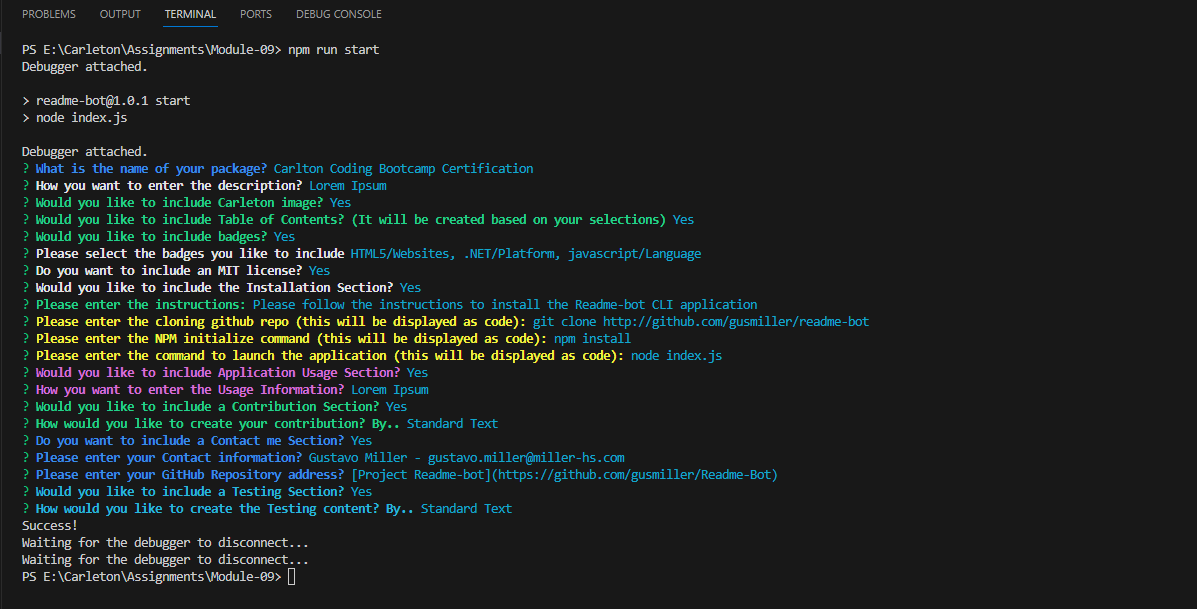 PROBLEMS OUTPUT TERMINAL PORTS DEBUG CONSOLE
PS E:\Carleton\Assignments\Module-09> npm run start
Debugger attached.
> readme-bot@1.0.1 start
> node index.js
Debugger attached.
? What is the name of your package? Carlton Coding Bootcamp Certification
? How you want to enter the description? Lorem Ipsum
? Would you like to include Carleton image? Yes
? Would you like to include Table of Contents? (It will be created based on your selections) Yes
? Would you like to include badges? Yes
? Please select the badges you like to include HTML5/Websites, .NET/Platform, javascript/Language
? Do you want to include an MIT license? Yes
? Would you like to include the Installation Section? Yes
? Please enter the instructions: Please follow the instructions to install the Readme-bot CLI application
? Please enter the cloning github repo (this will be displayed as code): git clone http://github.com/gusmiller/readme-bot
? Please enter the NPM initialize command (this will be displayed as code): npm install
? Please enter the command to launch the application (this will be displayed as code): node index.js
? Would you like to include Application Usage Section? Yes
? How you want to enter the Usage Information? Lorem Ipsum
? Would you like to include a Contribution Section? Yes
? How would you like to create your contribution? By.. Standard Text
? Do you want to include a Contact me Section? Yes
? Please enter your Contact information? Gustavo Miller - gustavo.miller@miller-hs.com
? Please enter your GitHub Repository address? [Project Readme-bot](https://github.com/gusmiller/Readme-Bot)
? Would you like to include a Testing Section? Yes
? How would you like to create the Testing content? By.. Standard Text
Success!
Waiting for the debugger to disconnect...
Waiting for the debugger to disconnect...
PS E:\Carleton\Assignments\Module-09>